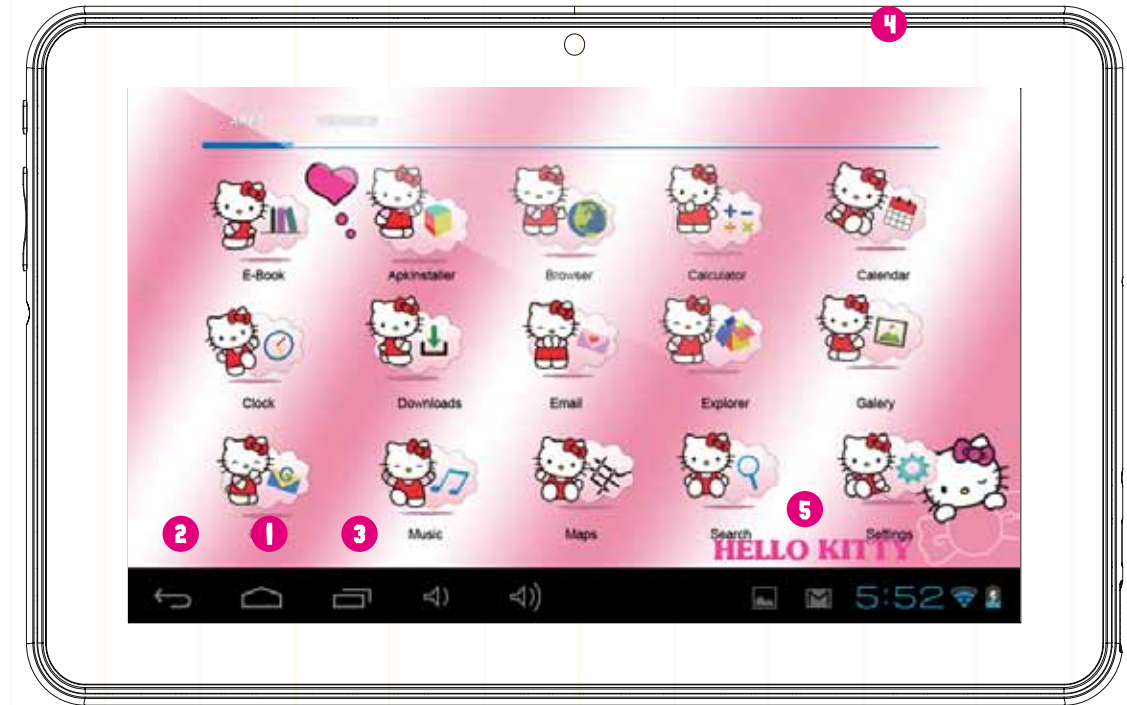 4
E-Book Apkinstaller Browser Calculator Calendar
Clock Downloads Email Explorer Galery
5
2 1 3 Music Maps Search Settings
HELLO KITTY
5:52